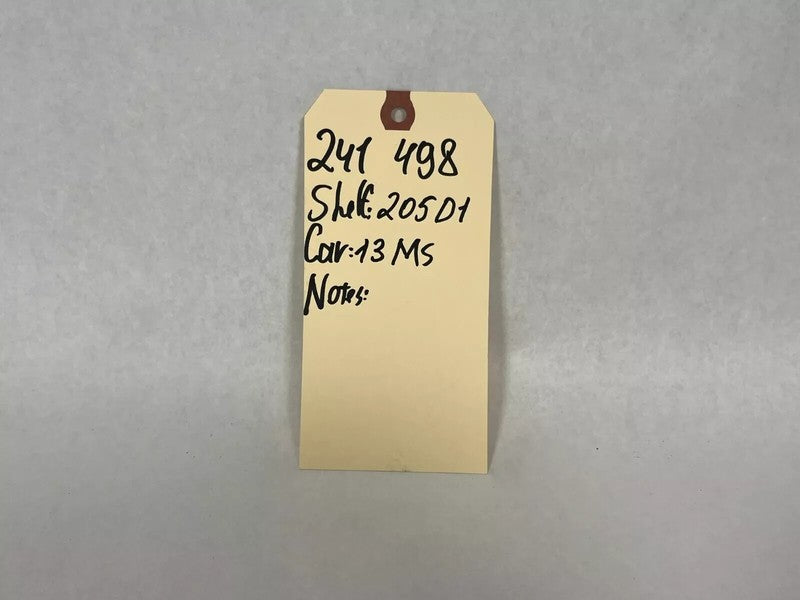 241 498
Shelf: 205D1
Car: 13 MS
Notes: